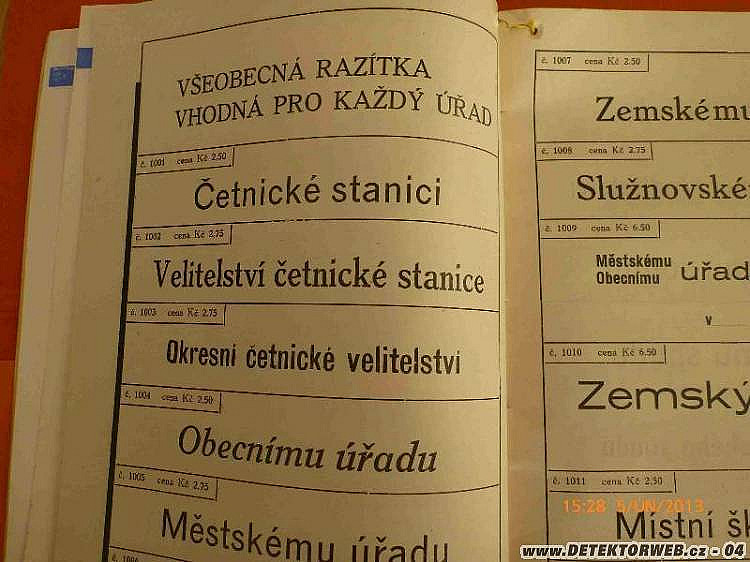 VŠEOBECNÁ RAZÍTKA
VHODNÁ PRO KAŽDÝ ÚŘAD
č. 1001 cena Kč 2.50
Četnické stanici
č. 1002 cena Kč 2.75
Velitelství četnické stanice
č. 1003 cena Kč 2.75
Okresní četnické velitelství
č. 1004 cena Kč 2.50
Obecnímu úřadu
č. 1005 cena Kč 2.75
Městskému úřadu
č. 1007 cena Kč 2.50
Zemskému
č. 1008 cena Kč 2.75
č. 1009 cena Kč 6.50
Městskému
Obecnímu
v
č. 1010 cena Kč 6.50
Zemský
č. 1011 cena Kč 2.50
Místní
15:28 5/JUN/2013
www.DETEKTORWEB.cz - 04